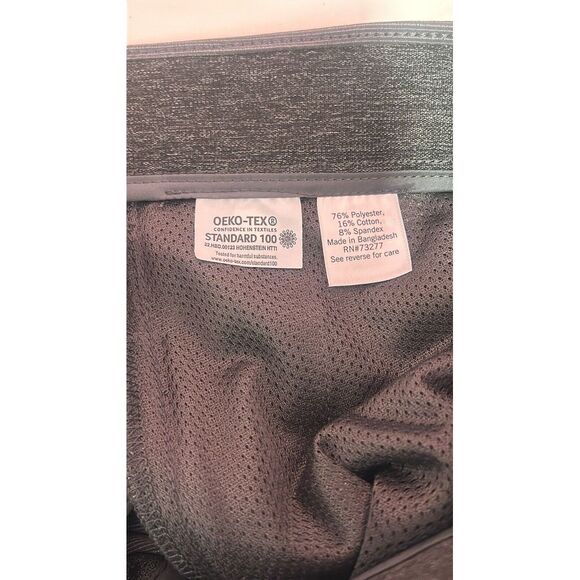 OEKO-TEX®
CONFIDENCE IN TEXTILES
STANDARD 100
22.HBD.00123 HOHENSTEIN HTTI
Tested for harmful substances.
www.oeko-tex.com/standard100
76% Polyester,
16% Cotton,
8% Spandex
Made in Bangladesh
RN#73277
See reverse for care